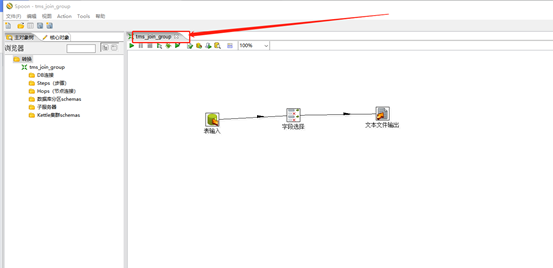 Spoon - tms_join_group
文件(F) 编辑 视图 Action Tools 帮助
主对象树 核心对象
tms_join_group
浏览器
100%
转换
tms_join_group
DB连接
Steps（步骤）
Hops（节点连接）
数据库分区schemas
子服务器
Kettle集群schemas
表输入
字段选择
文本文件输出